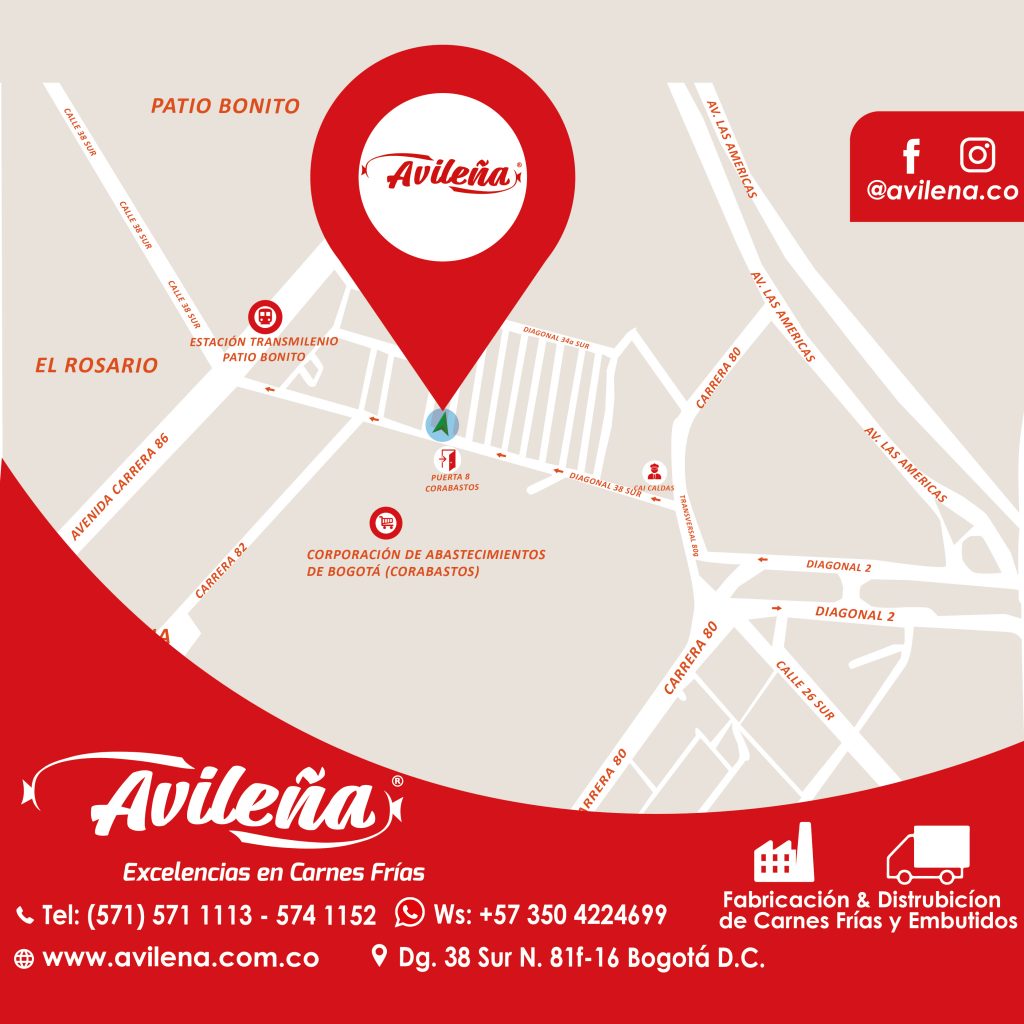 PATIO BONITO
CALLE 38 SUR
CALLE 38 SUR
CALLE 38 SUR
Avileña®
AV. LAS AMERICAS
AV. LAS AMERICAS
AV. LAS AMERICAS
@avilena.co
ESTACIÓN TRANSMILENIO
PATIO BONITO
EL ROSARIO
DIAGONAL 34a SUR
CARRERA 80
AVENIDA CARRERA 86
PUERTA 8
CORABASTOS
DIAGONAL 38 SUR
CAI CALDAS
TRANSVERSAL 80g
CORPORACIÓN DE ABASTECIMIENTOS
DE BOGOTÁ (CORABASTOS)
CARRERA 82
DIAGONAL 2
DIAGONAL 2
CARRERA 80
CALLE 26 SUR
ARRERA 80
Avileña®
Excelencias en Carnes Frías
Tel: (571) 571 1113 - 574 1152
Ws: +57 350 4224699
www.avilena.com.co
Dg. 38 Sur N. 81f-16 Bogotá D.C.
Fabricación & Distrubicíon
de Carnes Frías y Embutidos